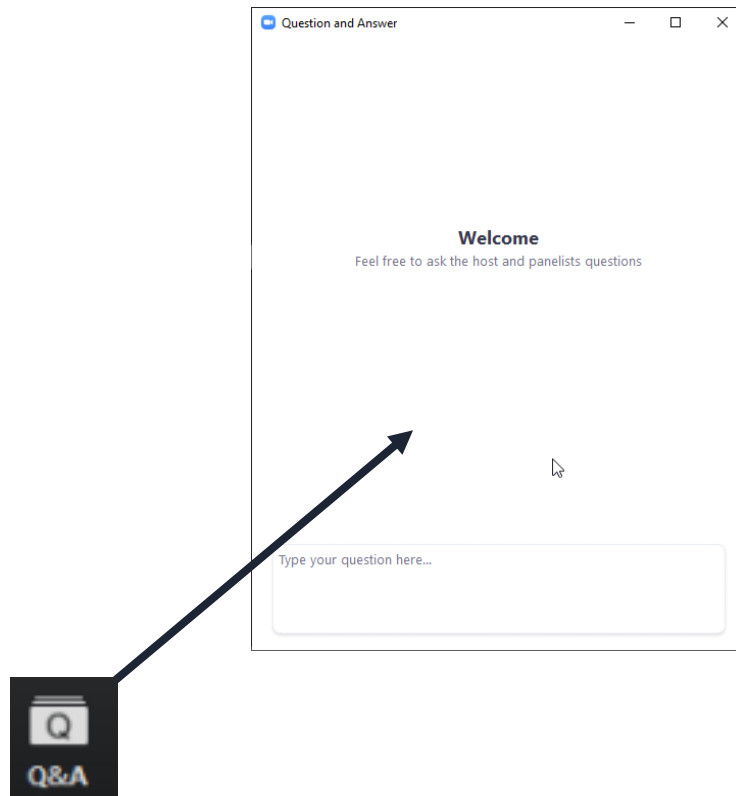 Question and Answer
Welcome
Feel free to ask the host and panelists questions
Type your question here...
Q
Q&A